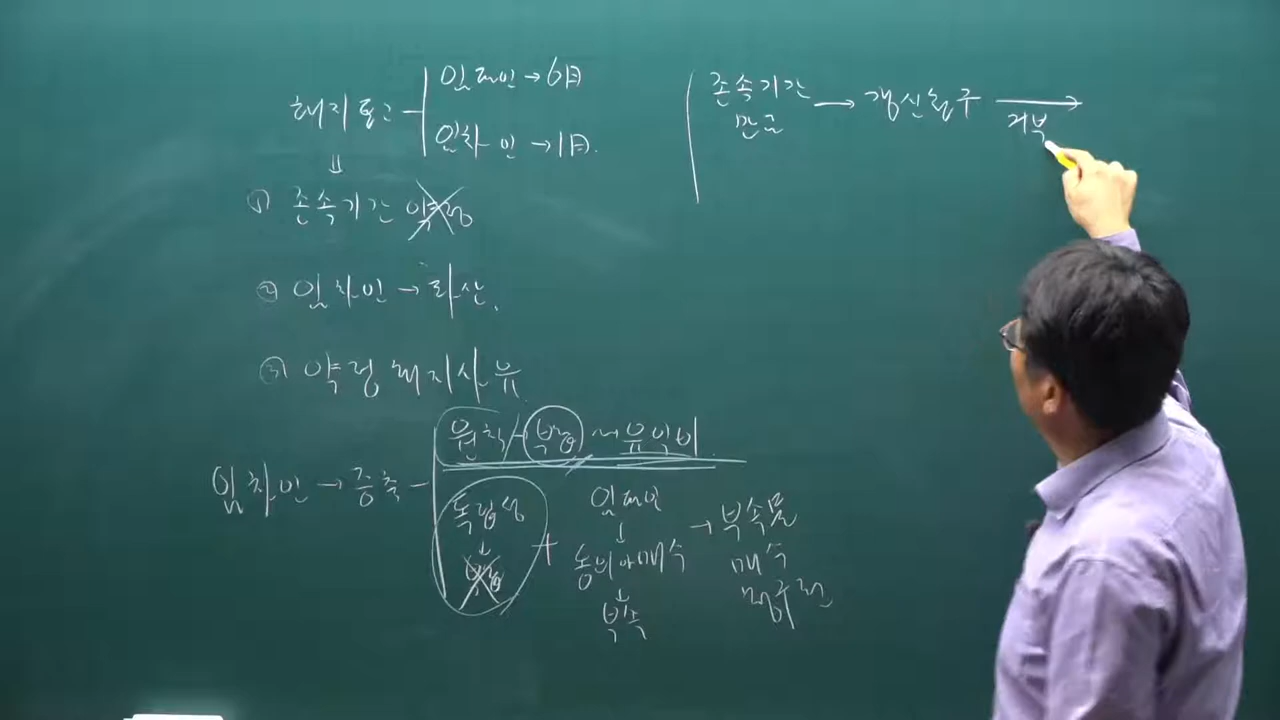 해지통고
임대인 → 6月
임차인 → 1月.
⇓
① 존속기간 약정
② 임차인 → 파산.
③ 약정 해지사유
임차인 → 증축
원칙 - 부합 → 유익비
독립성
↓
부합
+
임대인
↓
동의 or 매수
↓
부속
→ 부속물
매수
청구권
존속기간
만료
→ 갱신청구 →
거부